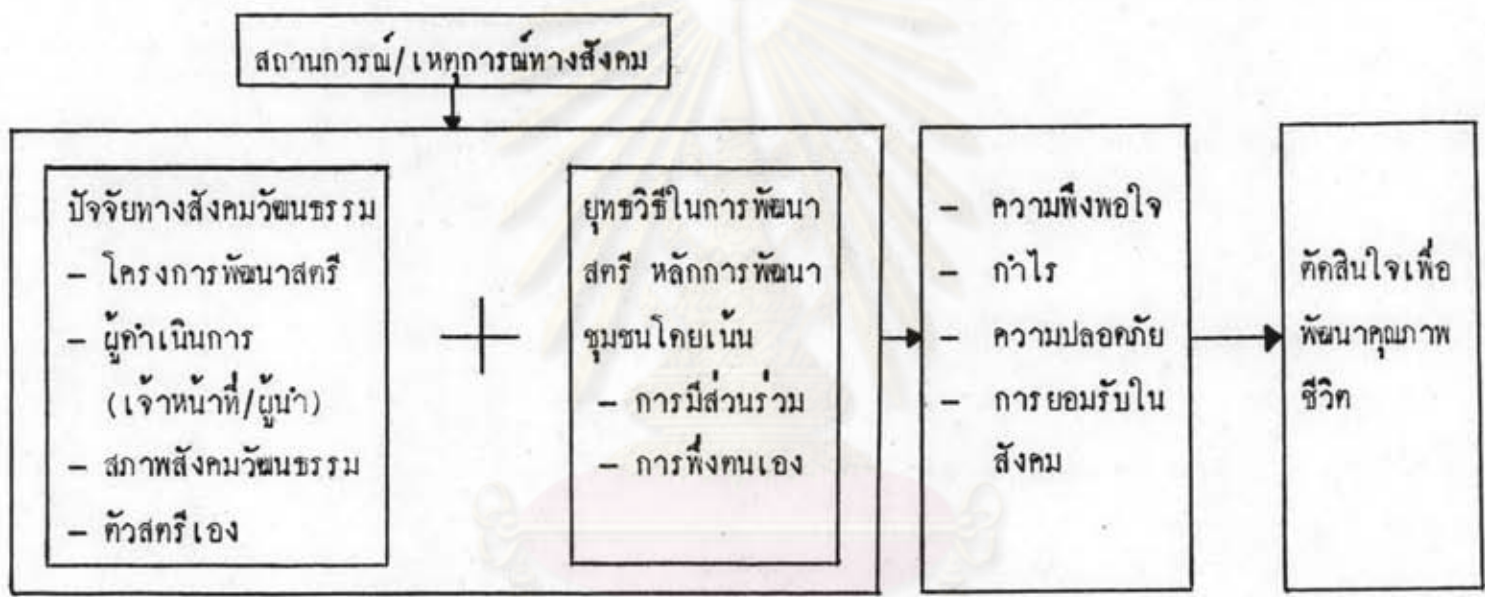 สถานการณ์/เหตุการณ์ทางสังคม
ปัจจัยทางสังคมวัฒนธรรม
- โครงการพัฒนาสตรี
- ผู้ดำเนินการ
(เจ้าหน้าที่/ผู้นำ)
- สภาพสังคมวัฒนธรรม
- ตัวสตรีเอง
+
ยุทธวิธีในการพัฒนา
สตรี หลักการพัฒนา
ชุมชนโดยเน้น
- การมีส่วนร่วม
- การพึ่งตนเอง
- ความพึงพอใจ
- กำไร
- ความปลอดภัย
- การยอมรับใน
สังคม
ตัดสินใจเพื่อ
พัฒนาคุณภาพ
ชีวิต